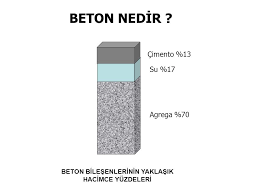 BETON NEDİR ?
Çimento %13
Su %17
Agrega %70
BETON BİLEŞENLERİNİN YAKLAŞIK
HACİMCE YÜZDELERİ